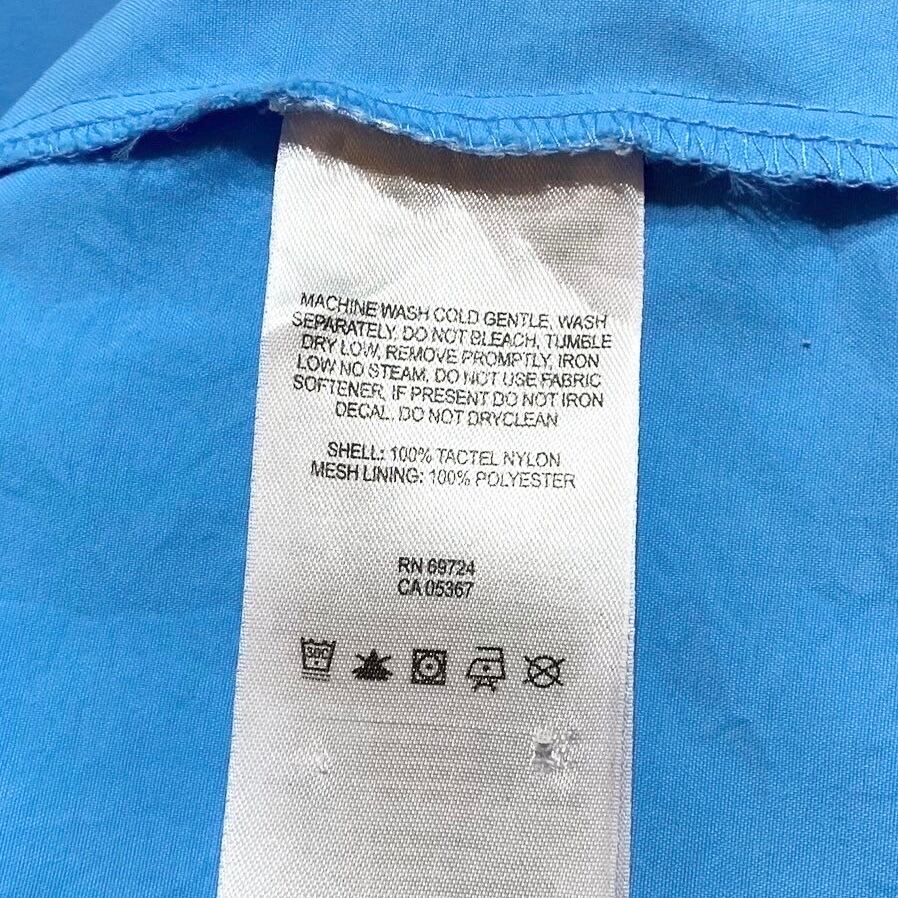 MACHINE WASH COLD GENTLE, WASH
SEPARATELY, DO NOT BLEACH, TUMBLE
DRY LOW, REMOVE PROMPTLY, IRON
LOW NO STEAM, DO NOT USE FABRIC
SOFTENER, IF PRESENT DO NOT IRON
DECAL. DO NOT DRYCLEAN
SHELL: 100% TACTEL NYLON
MESH LINING: 100% POLYESTER
RN 69724
CA 05367
30C